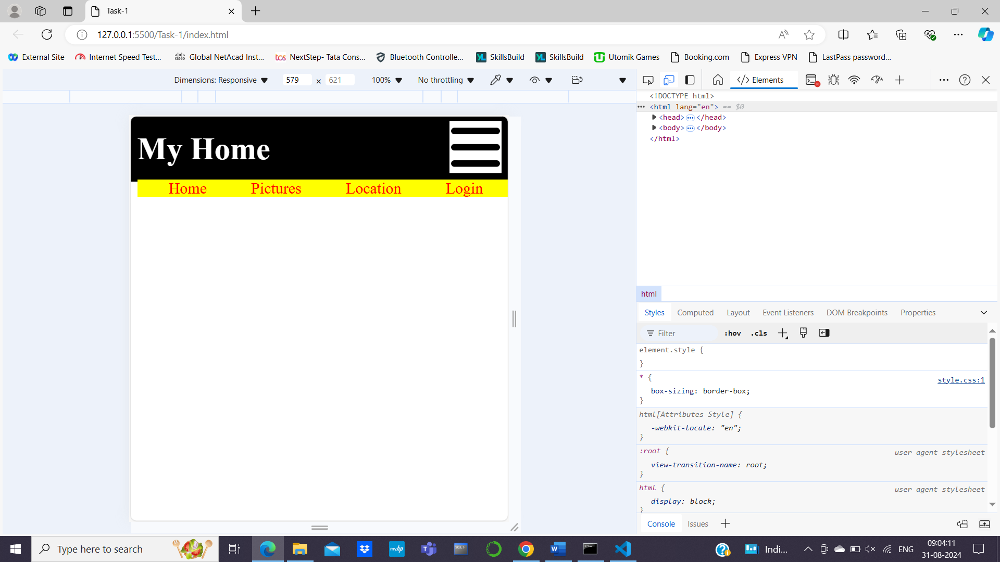 Task-1
127.0.0.1:5500/Task-1/index.html
External Site
Internet Speed Test...
Global NetAcad Inst...
NextStep- Tata Cons...
Bluetooth Controlle...
SkillsBuild
SkillsBuild
Utomik Games
Booking.com
Express VPN
LastPass password...
Dimensions: Responsive
579 × 621
100%
No throttling
</> Elements
My Home
Home
Pictures
Location
Login
<!DOCTYPE html>
<html lang="en"> == $0
<head> ••• </head>
<body> ••• </body>
</html>
html
Styles
Computed
Layout
Event Listeners
DOM Breakpoints
Properties
Filter
:hov
.cls
element.style {
}
* {
style.css:1
box-sizing: border-box;
}
html[Attributes Style] {
-webkit-locale: "en";
}
:root {
user agent stylesheet
view-transition-name: root;
}
html {
user agent stylesheet
display: block;
}
Console
Issues
Type here to search
myhp
SQL>
Indi...
ENG
09:04:11
31-08-2024